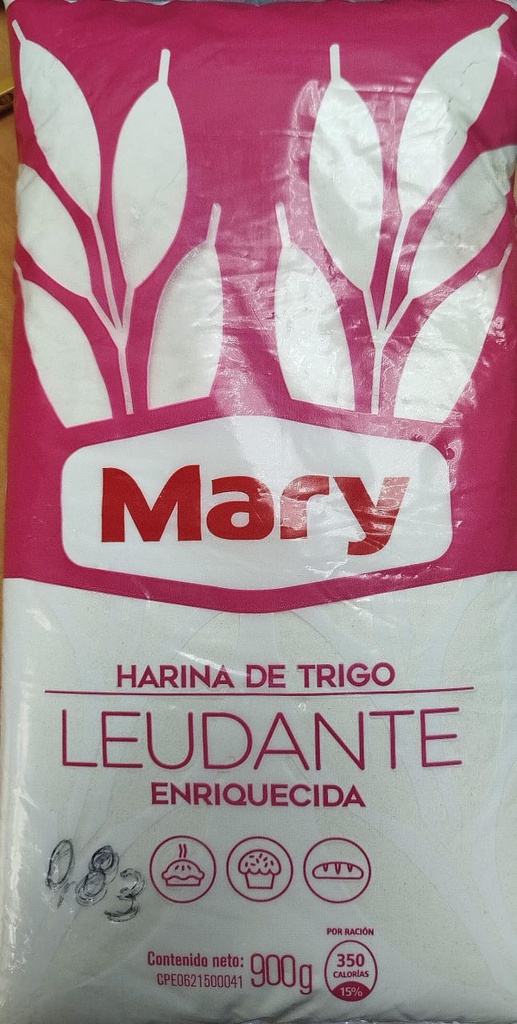 Mary
HARINA DE TRIGO
LEUDANTE
ENRIQUECIDA
0,83
Contenido neto: 900g
CPE0621500041
POR RACIÓN
350
CALORÍAS
15%